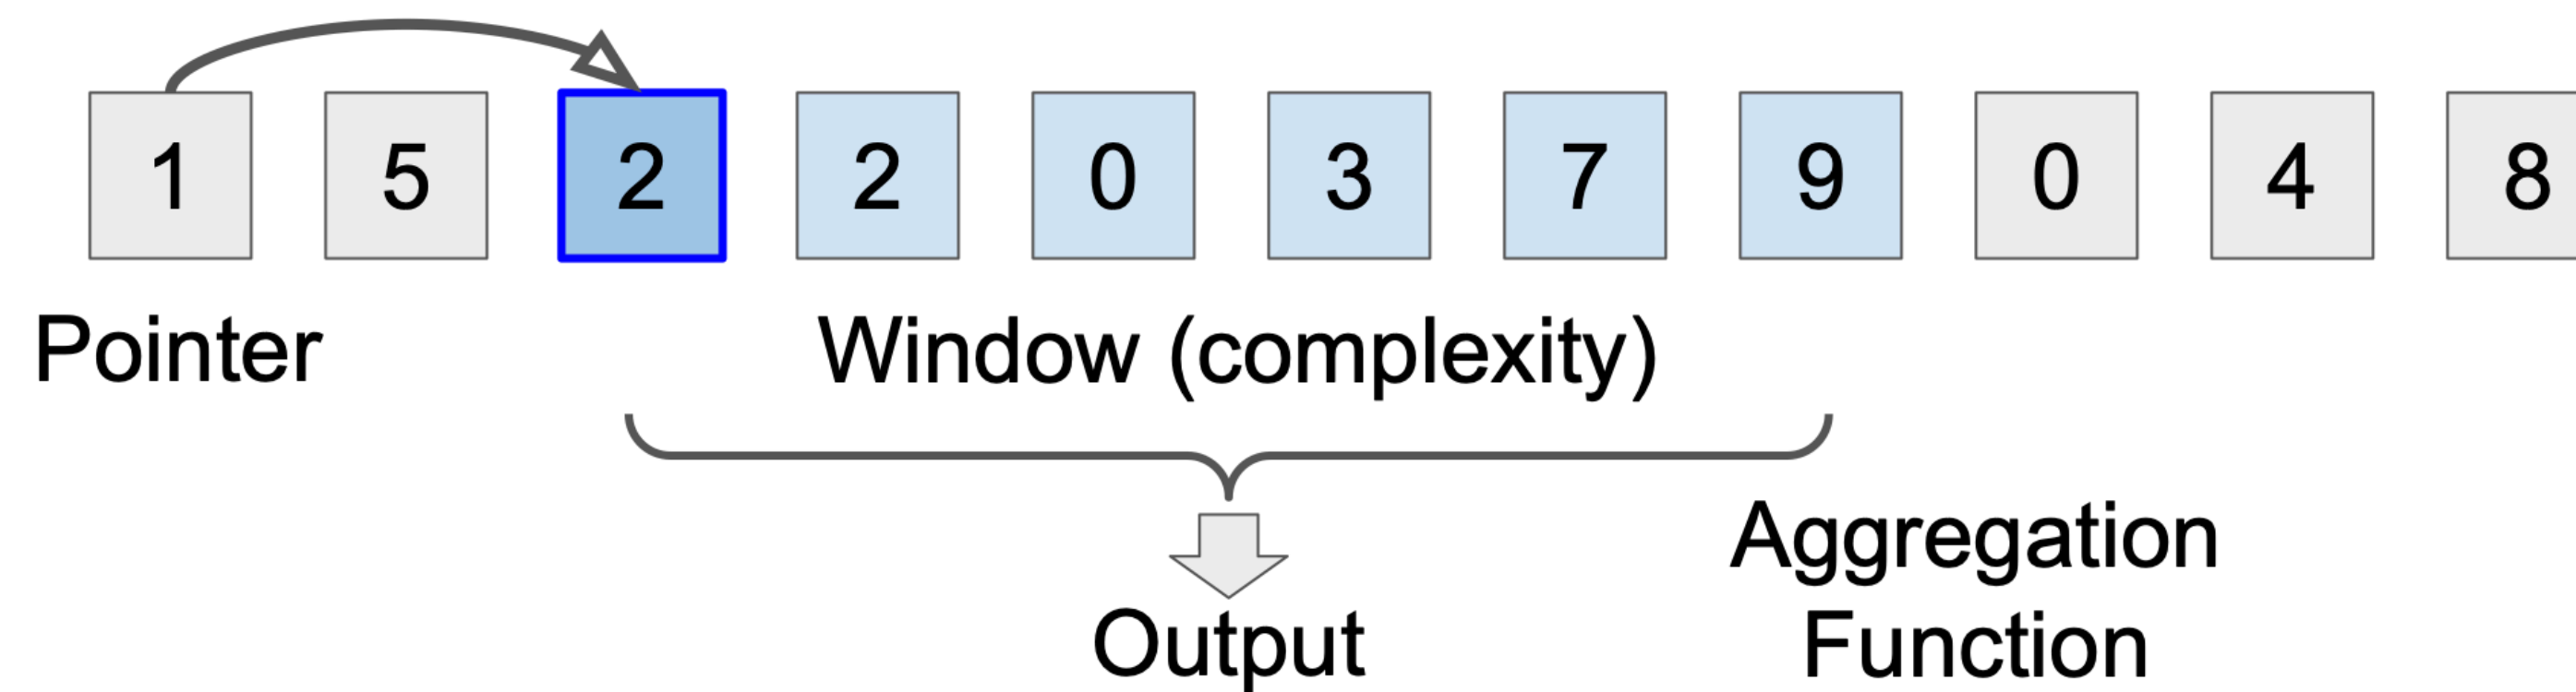 1 5 2 2 0 3 7 9 0 4 8
Pointer
Window (complexity)
Aggregation
Function
Output